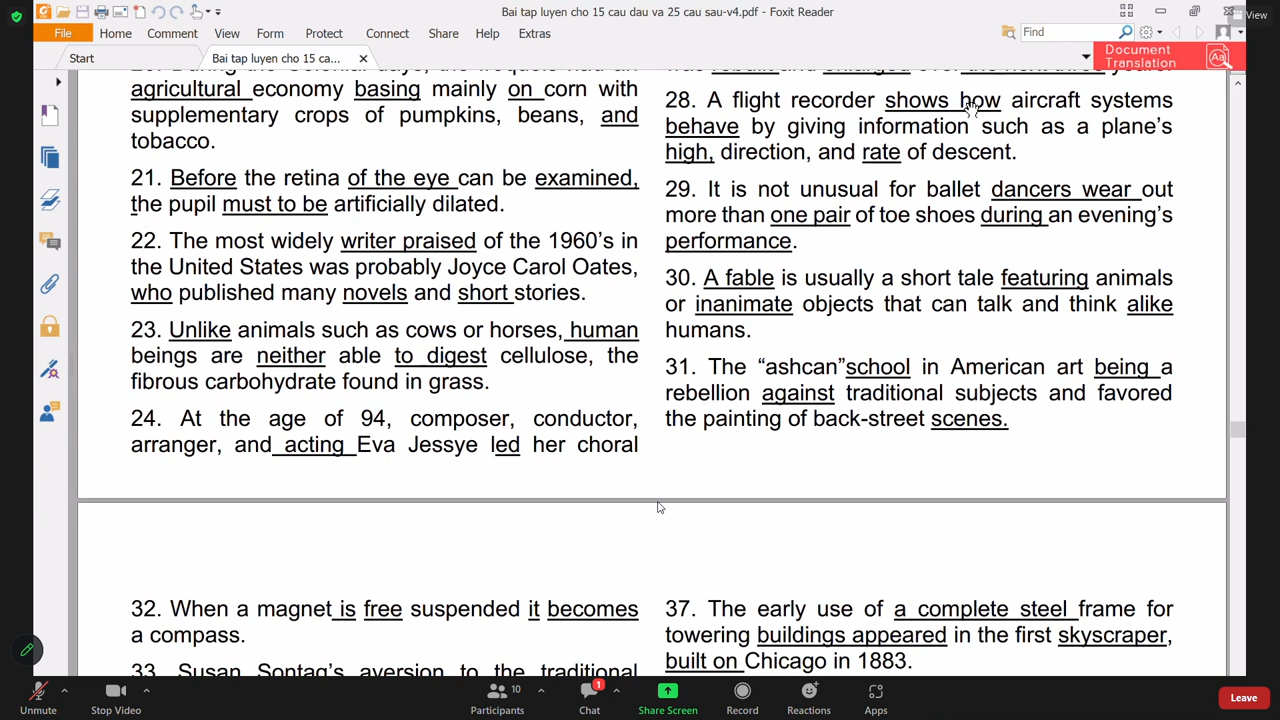 Bai tap luyen cho 15 cau dau va 25 cau sau-v4.pdf - Foxit Reader
View
File Home Comment View Form Protect Connect Share Help Extras
Find
Start
Bai tap luyen cho 15 ca...
Document
Translation
agricultural economy basing mainly on corn with
supplementary crops of pumpkins, beans, and
tobacco.
21. Before the retina of the eye can be examined,
the pupil must to be artificially dilated.
22. The most widely writer praised of the 1960's in
the United States was probably Joyce Carol Oates,
who published many novels and short stories.
23. Unlike animals such as cows or horses, human
beings are neither able to digest cellulose, the
fibrous carbohydrate found in grass.
24. At the age of 94, composer, conductor,
arranger, and acting Eva Jessye led her choral
28. A flight recorder shows how aircraft systems
behave by giving information such as a plane's
high, direction, and rate of descent.
29. It is not unusual for ballet dancers wear out
more than one pair of toe shoes during an evening's
performance.
30. A fable is usually a short tale featuring animals
or inanimate objects that can talk and think alike
humans.
31. The “ashcan”school in American art being a
rebellion against traditional subjects and favored
the painting of back-street scenes.
32. When a magnet is free suspended it becomes
a compass.
33. Susan Sontag's aversion to the traditional
37. The early use of a complete steel frame for
towering buildings appeared in the first skyscraper,
built on Chicago in 1883.
Unmute
Stop Video
Participants 10
Chat 1
Share Screen
Record
Reactions
Apps
Leave